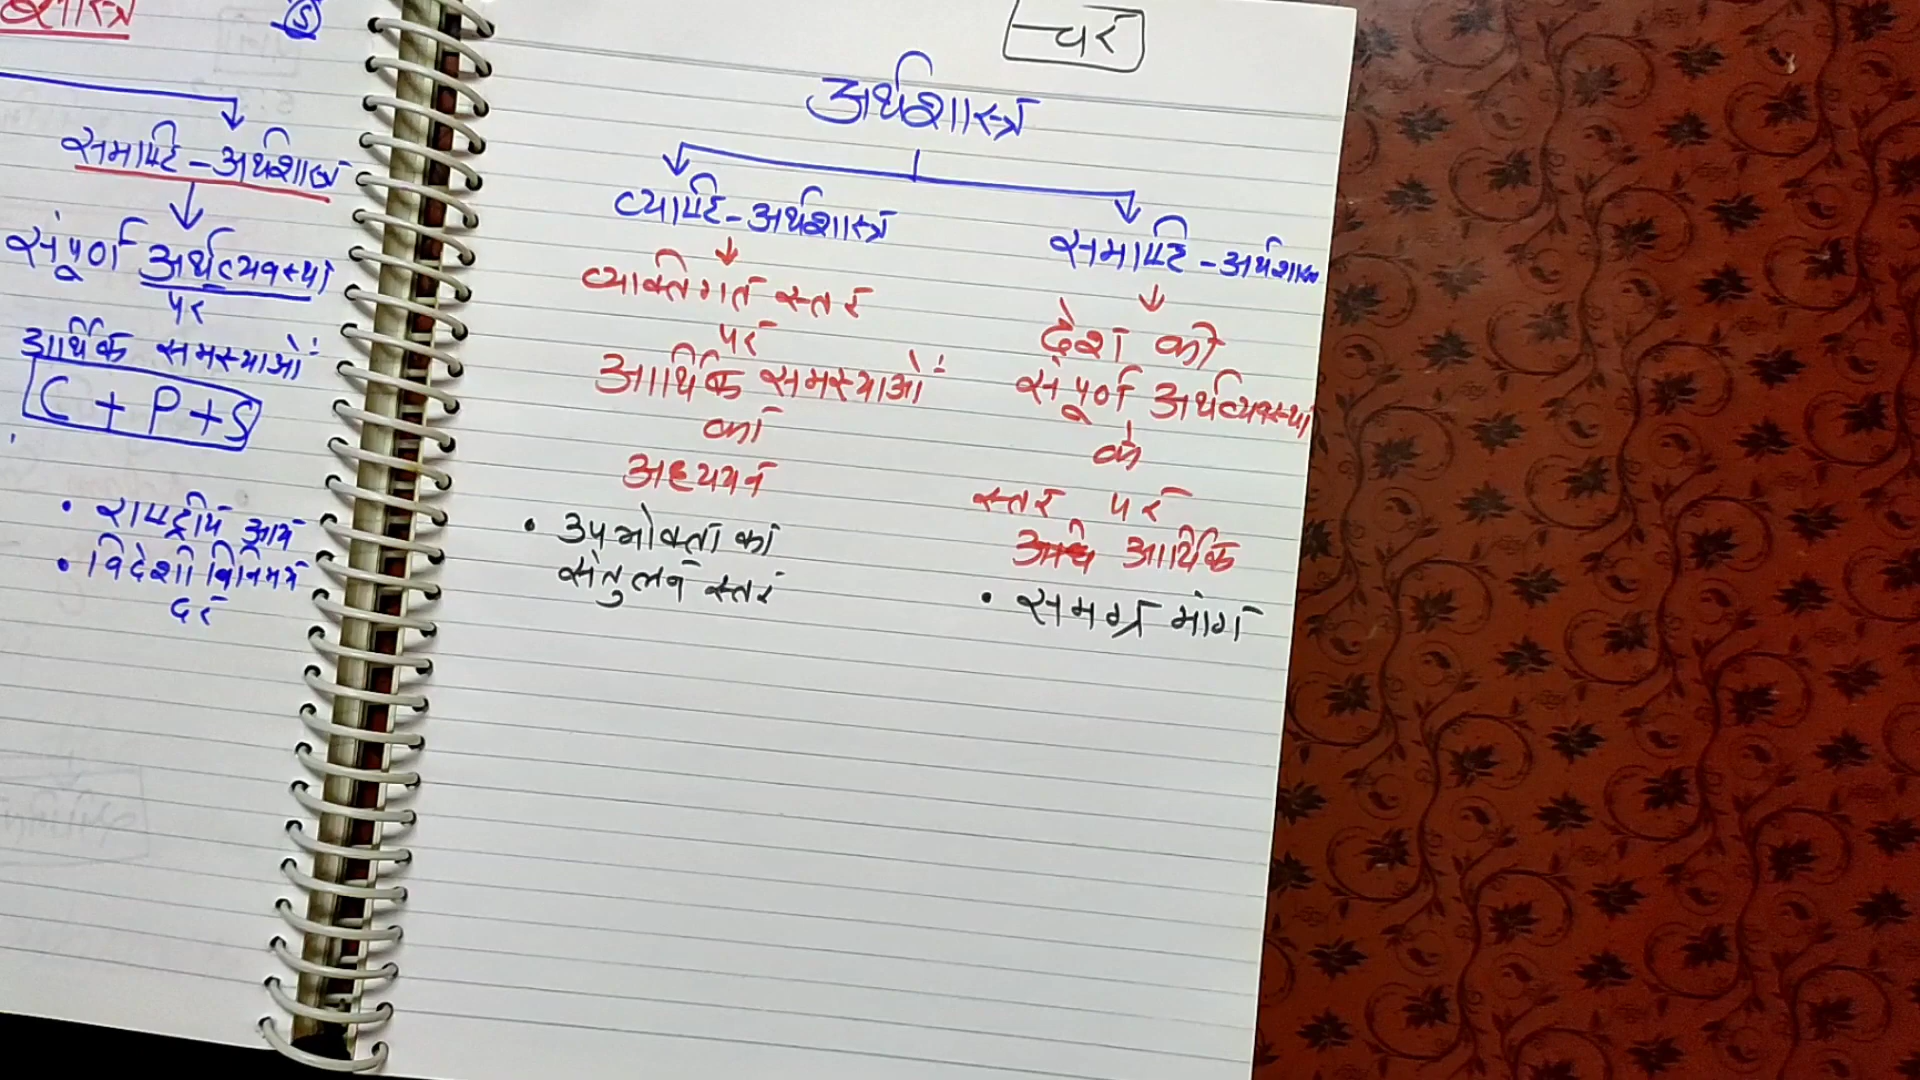 समष्टि-अर्थशास्त्र
संपूर्ण अर्थव्यवस्था
पर
आर्थिक समस्याओं
C + P + S
• राष्ट्रीय आय
• विदेशी विनिमय
दर
चर
अर्थशास्त्र
व्यष्टि-अर्थशास्त्र
व्यक्तिगत स्तर
पर
आर्थिक समस्याओं
का
अध्ययन
• उपभोक्ता का
संतुलन स्तर
समष्टि-अर्थशास्त्र
देश की
संपूर्ण अर्थव्यवस्था
के
स्तर पर
आर्थिक
• समग्र मांग